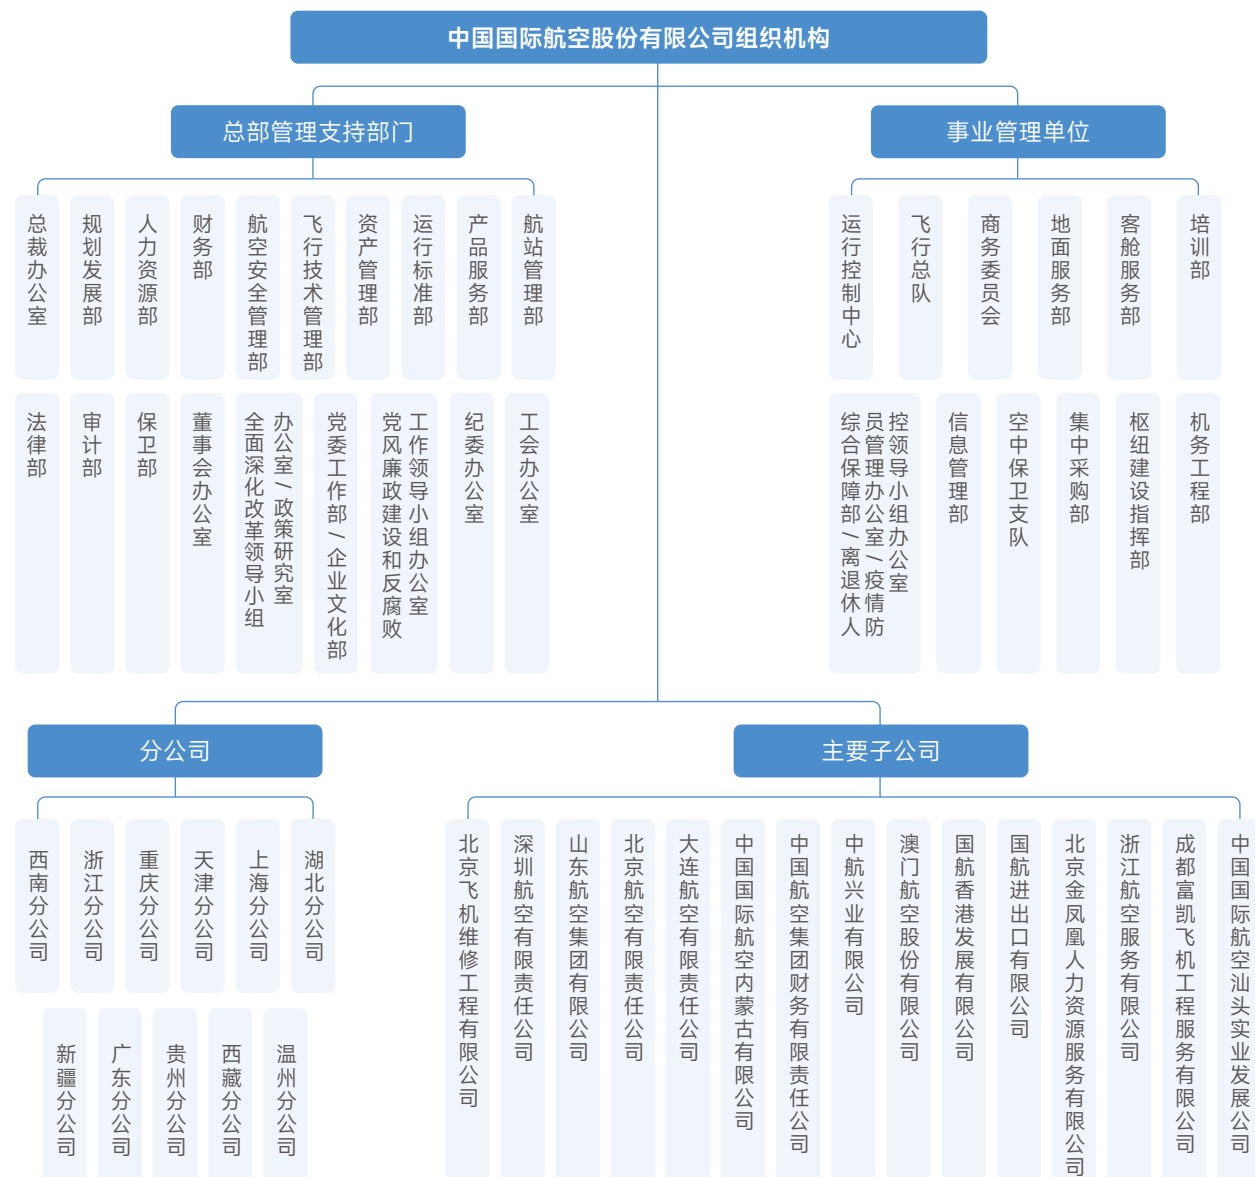 中国国际航空股份有限公司组织机构
总部管理支持部门
事业管理单位
总裁办公室
规划发展部
人力资源部
财务部
航空安全管理部
飞行技术管理部
资产管理部
运行标准部
产品服务部
航站管理部
运行控制中心
飞行总队
商务委员会
地面服务部
客舱服务部
培训部
法律部
审计部
保卫部
董事会办公室
全面深化改革领导小组
办公室/政策研究室
党委工作部/企业文化部
党风廉政建设和反腐败
工作领导小组办公室
纪委办公室
工会办公室
综合保障部/离退休人
员管理办公室/疫情防
控领导小组办公室
信息管理部
空中保卫支队
集中采购部
枢纽建设指挥部
机务工程部
分公司
主要子公司
西南分公司
浙江分公司
重庆分公司
天津分公司
上海分公司
湖北分公司
新疆分公司
广东分公司
贵州分公司
西藏分公司
温州分公司
北京飞机维修工程有限公司
深圳航空有限责任公司
山东航空集团有限公司
北京航空有限责任公司
大连航空有限责任公司
中国国际航空内蒙古有限公司
中国航空集团财务有限责任公司
中航兴业有限公司
澳门航空股份有限公司
国航香港发展有限公司
国航进出口有限公司
北京金凤凰人力资源服务有限公司
浙江航空服务有限公司
成都富凯飞机工程服务有限公司
中国国际航空汕头实业发展公司